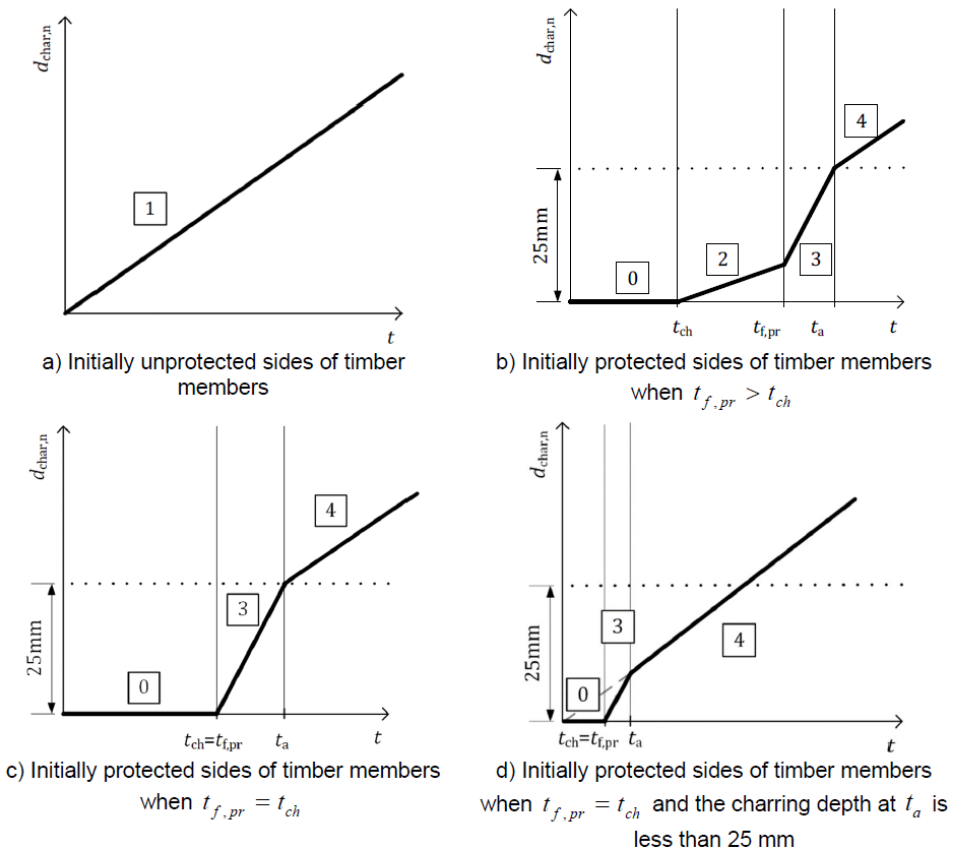 d_char,n
1
t
a) Initially unprotected sides of timber
members
d_char,n
4
25mm
0
2
3
t_ch
t_f,pr
t_a
t
b) Initially protected sides of timber members
when t_f,pr > t_ch
d_char,n
4
3
25mm
0
t_ch=t_f,pr
t_a
t
c) Initially protected sides of timber members
when t_f,pr = t_ch
d_char,n
3
4
25mm
0
t_ch=t_f,pr
t_a
t
d) Initially protected sides of timber members
when t_f,pr = t_ch and the charring depth at t_a is
less than 25 mm